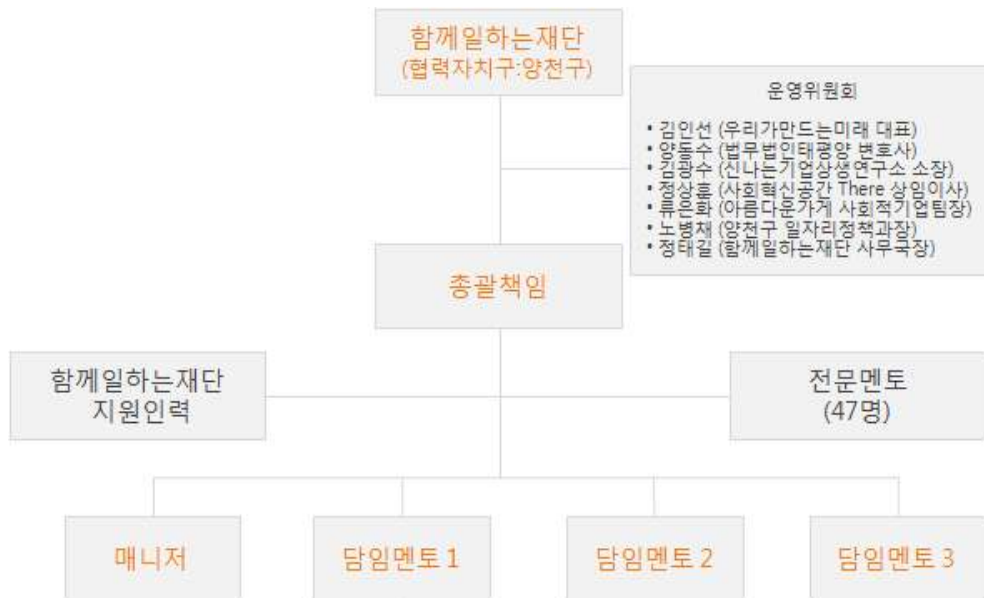 함께일하는재단
(협력자치구:양천구)
운영위원회
• 김인선 (우리가만드는미래 대표)
• 양동수 (법무법인태평양 변호사)
• 김광수 (신나는기업상생연구소 소장)
• 정상훈 (사회혁신공간 There 상임이사)
• 류은화 (아름다운가게 사회적기업팀장)
• 노병채 (양천구 일자리정책과장)
• 정태길 (함께일하는재단 사무국장)
총괄책임
함께일하는재단
지원인력
전문멘토
(47명)
매니저
담임멘토 1
담임멘토 2
담임멘토 3